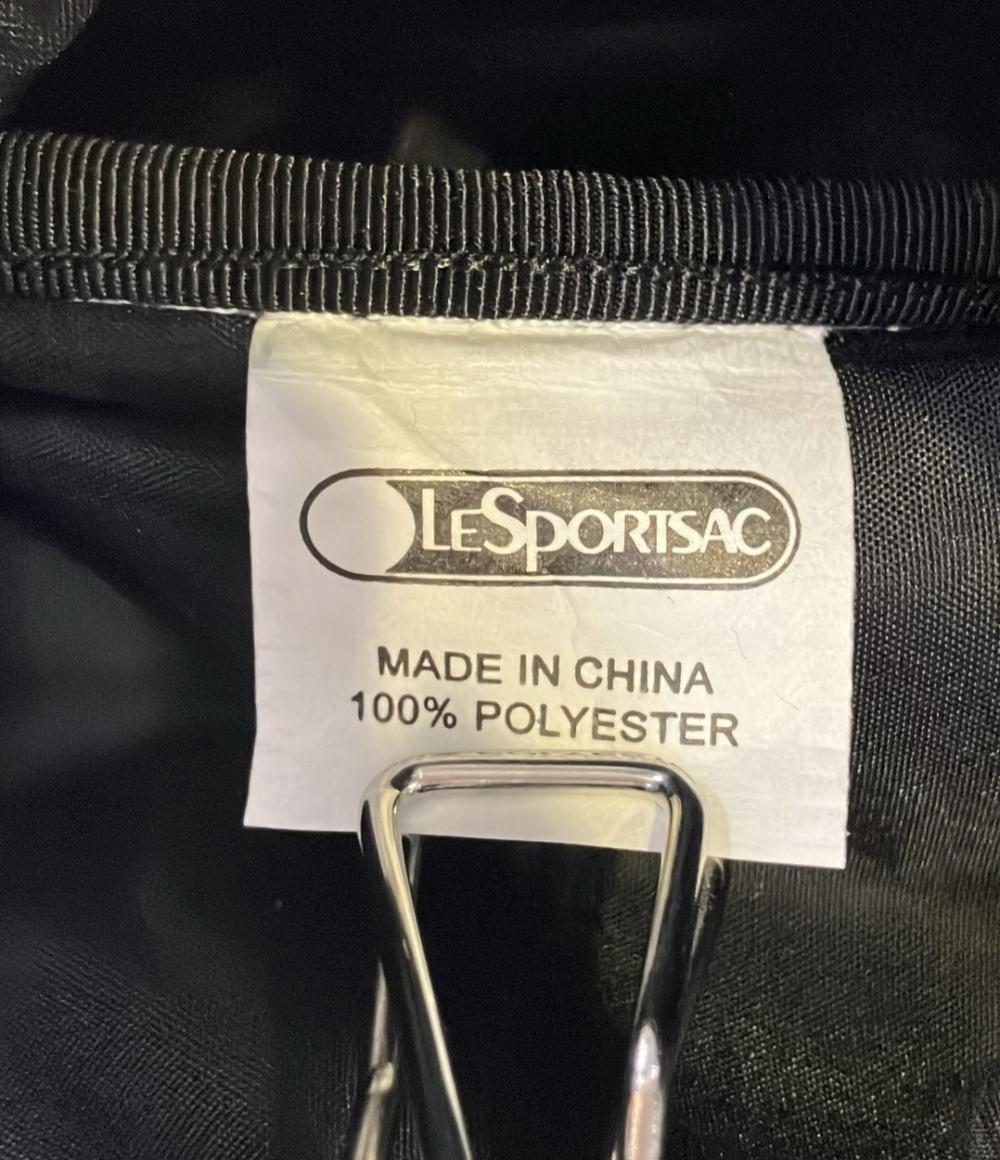 LESPORTSAC
MADE IN CHINA
100% POLYESTER